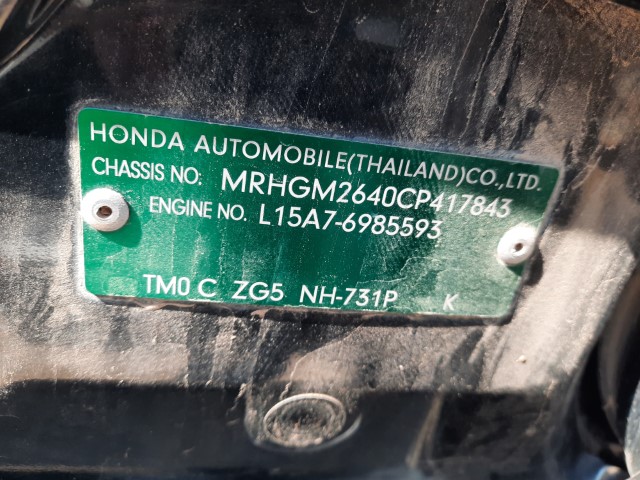 HONDA AUTOMOBILE(THAILAND)CO.,LTD.
CHASSIS NO: MRHGM2640CP417843
ENGINE NO. L15A7-6985593
TM0 C ZG5 NH-731P K